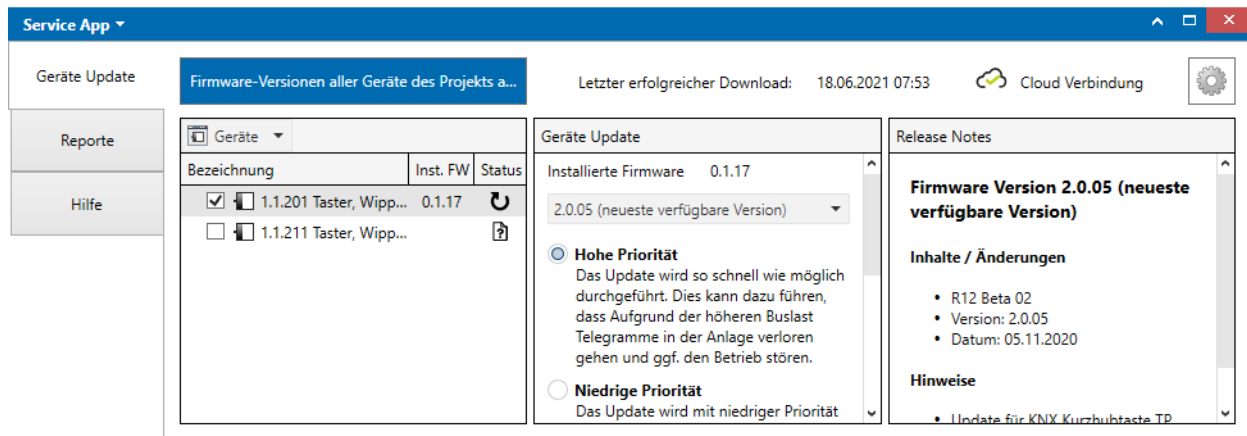 Service App
Geräte Update
Reporte
Hilfe
Firmware-Versionen aller Geräte des Projekts a...
Letzter erfolgreicher Download: 18.06.2021 07:53
Cloud Verbindung
Geräte
Bezeichnung Inst. FW Status
1.1.201 Taster, Wipp... 0.1.17
1.1.211 Taster, Wipp...
Geräte Update
Installierte Firmware 0.1.17
2.0.05 (neueste verfügbare Version)
Hohe Priorität
Das Update wird so schnell wie möglich
durchgeführt. Dies kann dazu führen,
dass Aufgrund der höheren Buslast
Telegramme in der Anlage verloren
gehen und ggf. den Betrieb stören.
Niedrige Priorität
Das Update wird mit niedriger Priorität
Release Notes
Firmware Version 2.0.05 (neueste
verfügbare Version)
Inhalte / Änderungen
• R12 Beta 02
• Version: 2.0.05
• Datum: 05.11.2020
Hinweise
• Update für KNX Kurzhubtaste TP